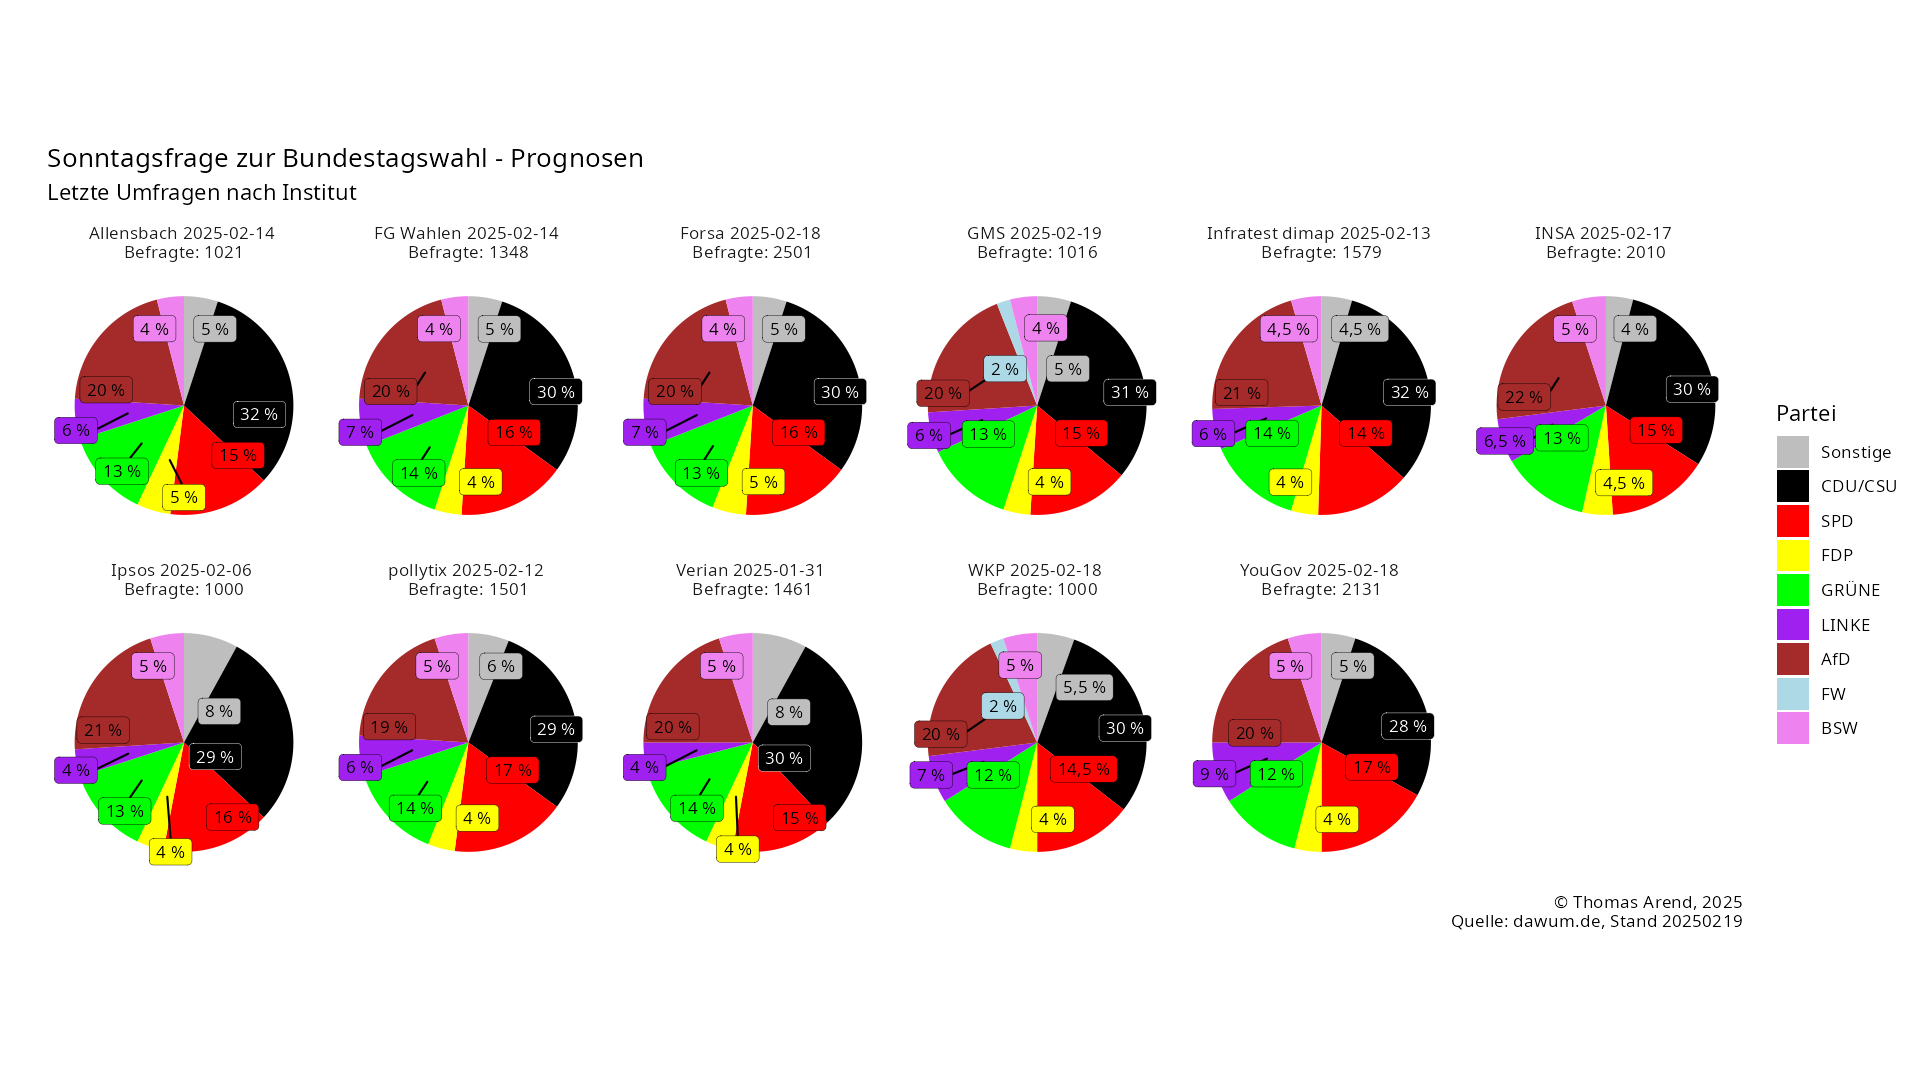 Sonntagsfrage zur Bundestagswahl - Prognosen
Letzte Umfragen nach Institut
Allensbach 2025-02-14
Befragte: 1021
4 %
5 %
20 %
32 %
6 %
15 %
13 %
5 %
FG Wahlen 2025-02-14
Befragte: 1348
4 %
5 %
20 %
30 %
7 %
16 %
14 %
4 %
Forsa 2025-02-18
Befragte: 2501
4 %
5 %
20 %
30 %
7 %
16 %
13 %
5 %
GMS 2025-02-19
Befragte: 1016
4 %
2 %
5 %
20 %
31 %
6 %
13 %
15 %
4 %
Infratest dimap 2025-02-13
Befragte: 1579
4,5 %
4,5 %
21 %
32 %
6 %
14 %
14 %
4 %
INSA 2025-02-17
Befragte: 2010
5 %
4 %
22 %
30 %
6,5 %
13 %
15 %
4,5 %
Ipsos 2025-02-06
Befragte: 1000
5 %
8 %
21 %
29 %
4 %
13 %
16 %
4 %
pollytix 2025-02-12
Befragte: 1501
5 %
6 %
19 %
29 %
6 %
17 %
14 %
4 %
Verian 2025-01-31
Befragte: 1461
5 %
8 %
20 %
30 %
4 %
14 %
15 %
4 %
WKP 2025-02-18
Befragte: 1000
5 %
5,5 %
2 %
20 %
30 %
7 %
12 %
14,5 %
4 %
YouGov 2025-02-18
Befragte: 2131
5 %
5 %
20 %
28 %
9 %
12 %
17 %
4 %
Partei
Sonstige
CDU/CSU
SPD
FDP
GRÜNE
LINKE
AfD
FW
BSW
© Thomas Arend, 2025
Quelle: dawum.de, Stand 20250219